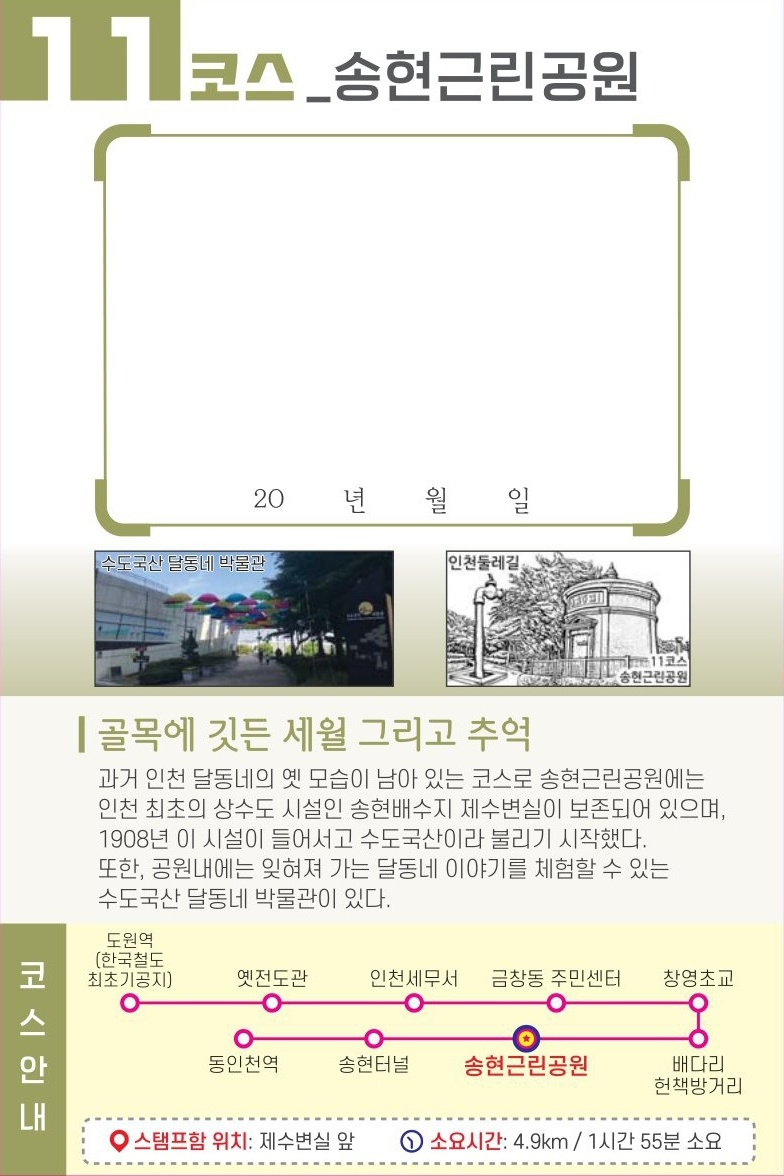 11코스_송현근린공원
20 년 월 일
수도국산 달동네 박물관
인천둘레길
11코스
송현근린공원
골목에 깃든 세월 그리고 추억
과거 인천 달동네의 옛 모습이 남아 있는 코스로 송현근린공원에는
인천 최초의 상수도 시설인 송현배수지 제수변실이 보존되어 있으며,
1908년 이 시설이 들어서고 수도국산이라 불리기 시작했다.
또한, 공원내에는 잊혀져 가는 달동네 이야기를 체험할 수 있는
수도국산 달동네 박물관이 있다.
코스안내
도원역
(한국철도
최초기공지)
옛전도관
인천세무서
금창동 주민센터
창영초교
동인천역
송현터널
송현근린공원
배다리
헌책방거리
스탬프함 위치: 제수변실 앞
소요시간: 4.9km / 1시간 55분 소요